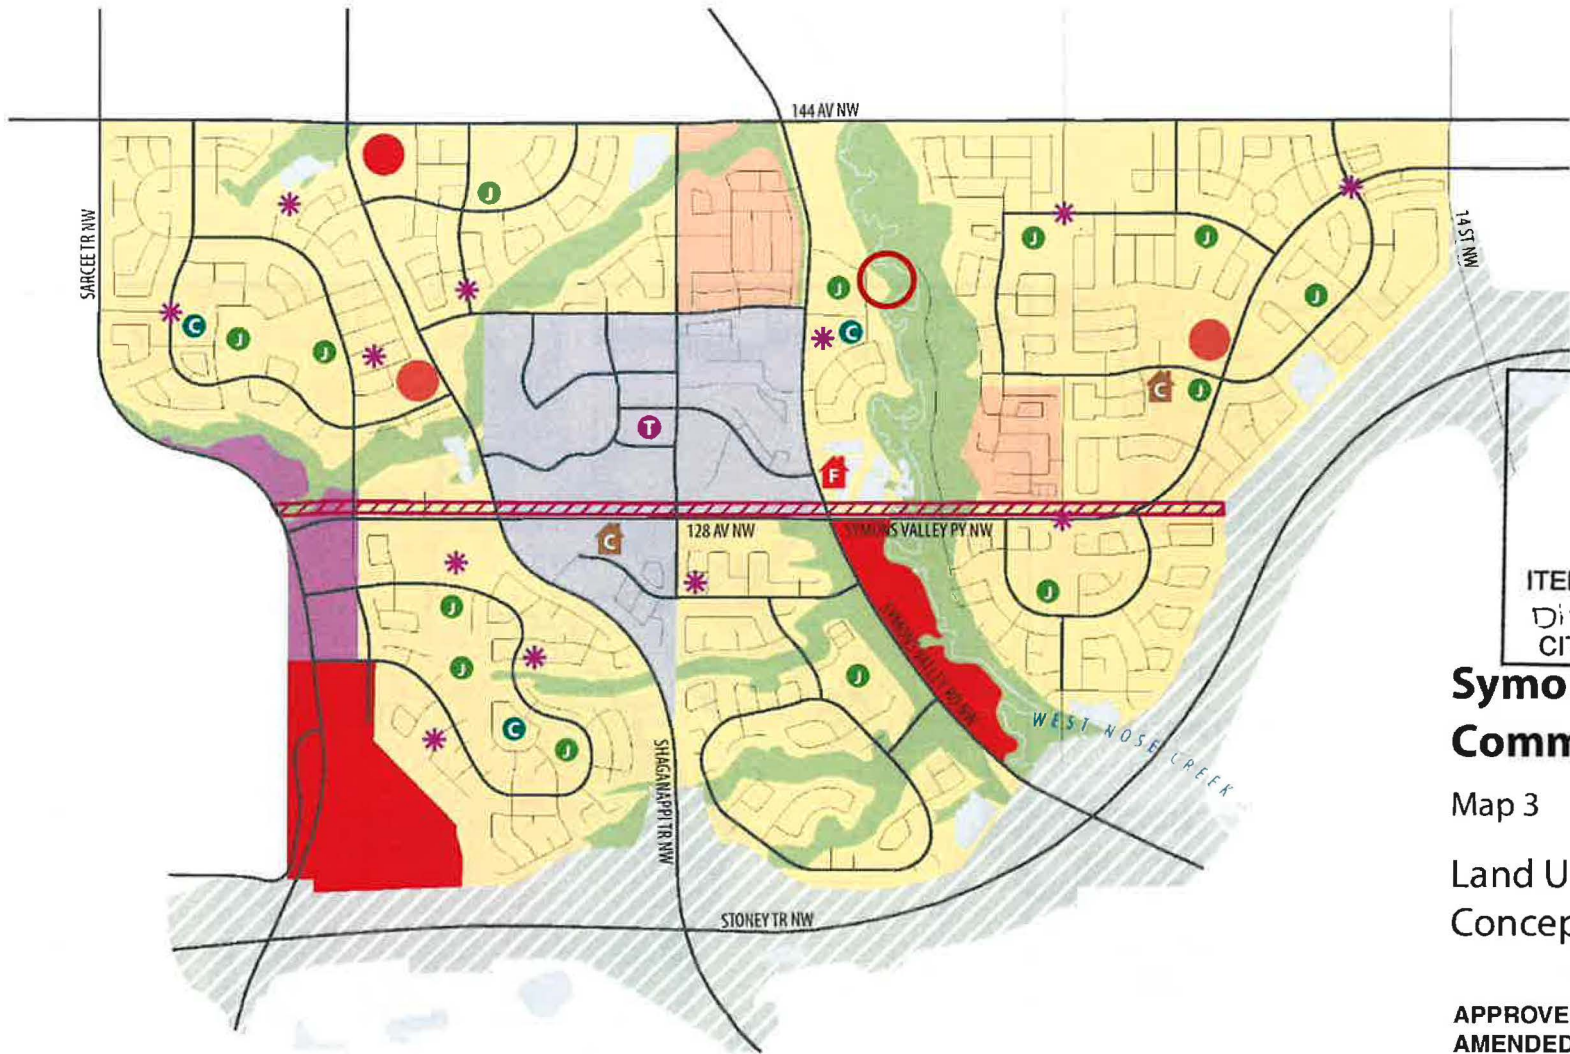 144 AV NW
SARCEE TR NW
14 ST NW
J
J
J
J
J
J
C
J
J
C
C
J
T
F
128 AV NW
SYMONS VALLEY PY NW
C
J
J
SYMONS VALLEY RD NW
J
J
C
J
WEST NOSE CREEK
SHAGANAPPI TR NW
STONEY TR NW
ITE
CIT
Symo
Comm
Map 3
Land U
Concep
APPROVE
AMENDED